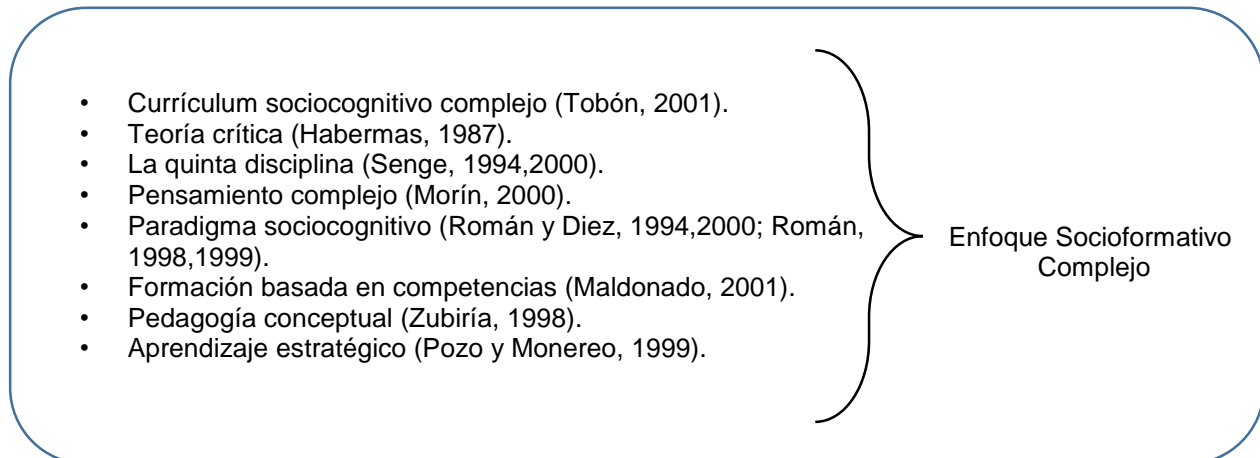 • Currículum sociocognitivo complejo (Tobón, 2001).
• Teoría crítica (Habermas, 1987).
• La quinta disciplina (Senge, 1994,2000).
• Pensamiento complejo (Morín, 2000).
• Paradigma sociocognitivo (Román y Diez, 1994,2000; Román,
1998,1999).
• Formación basada en competencias (Maldonado, 2001).
• Pedagogía conceptual (Zubiría, 1998).
• Aprendizaje estratégico (Pozo y Monereo, 1999).
Enfoque Socioformativo
Complejo